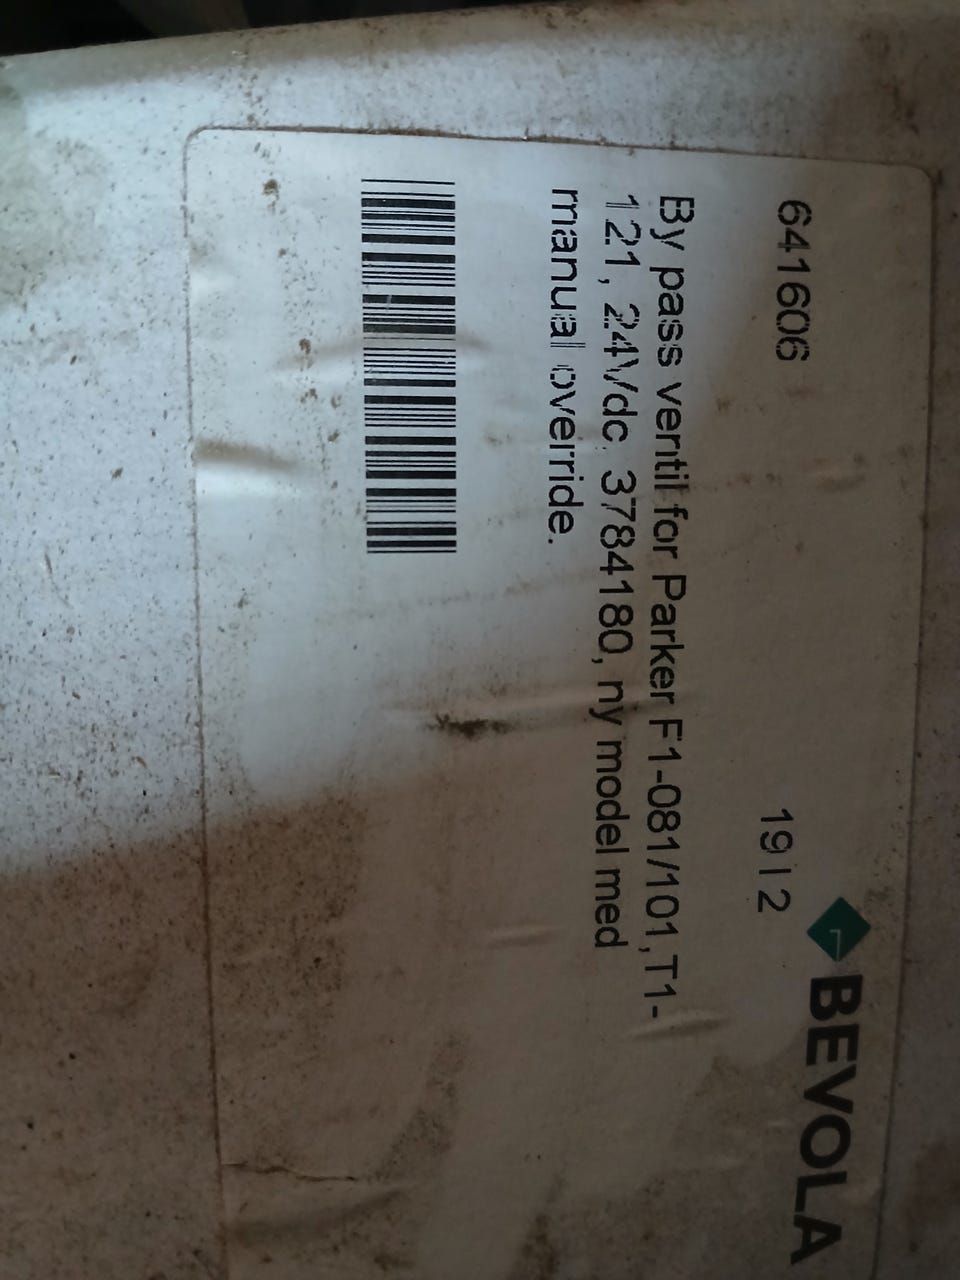 BEVOLA
641606 1912
By pass ventil for Parker F1-081/101,T1-
121, 24Vdc. 3784180, ny model med
manual override.